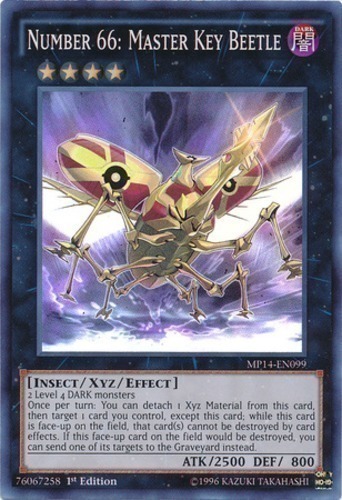 NUMBER 66: MASTER KEY BEETLE
DARK
闇
MP14-EN099
[INSECT/XYZ/EFFECT]
2 Level 4 DARK monsters
Once per turn: You can detach 1 Xyz Material from this card,
then target 1 card you control, except this card; while this card
is face-up on the field, that card(s) cannot be destroyed by card
effects. If this face-up card on the field would be destroyed, you
can send one of its targets to the Graveyard instead.
ATK/2500 DEF/ 800
76067258 1st Edition ©1996 KAZUKI TAKAHASHI